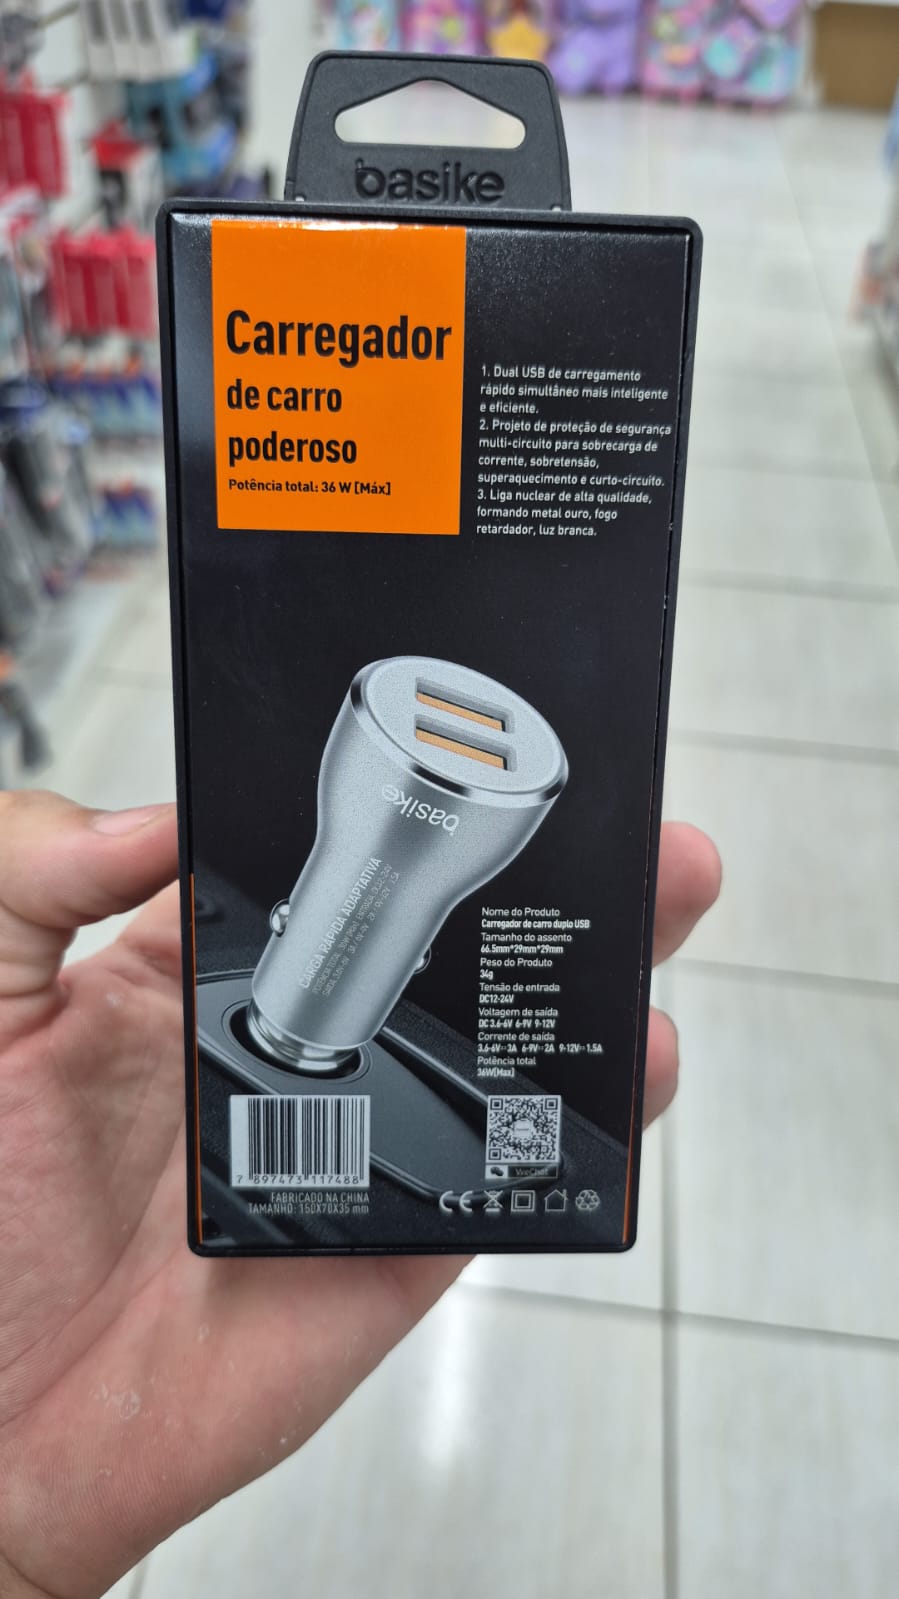 basike
Carregador
de carro
poderoso
Potência total: 36 W [Máx]
1. Dual USB de carregamento
rápido simultâneo mais inteligente
e eficiente.
2. Projeto de proteção de segurança
multi-circuito para sobrecarga de
corrente, sobretensão,
superaquecimento e curto-circuito.
3. Liga nuclear de alta qualidade,
formando metal ouro, fogo
retardador, luz branca.
basike
CARGA RÁPIDA ADAPTATIVA
Nome do Produto
Carregador de carro duplo USB
Tamanho do assento
66.5mm*29mm*29mm
Peso do Produto
34g
Tensão de entrada
DC12-24V
Voltagem de saída
DC 3.6-6V 6-9V 9-12V
Corrente de saída
3.6-6V⎓3A 6-9V⎓2A 9-12V⎓1.5A
Potência total
36W[Max]
WeChat
7 897473 117488
FABRICADO NA CHINA
TAMANHO: 150X70X35 mm
CE